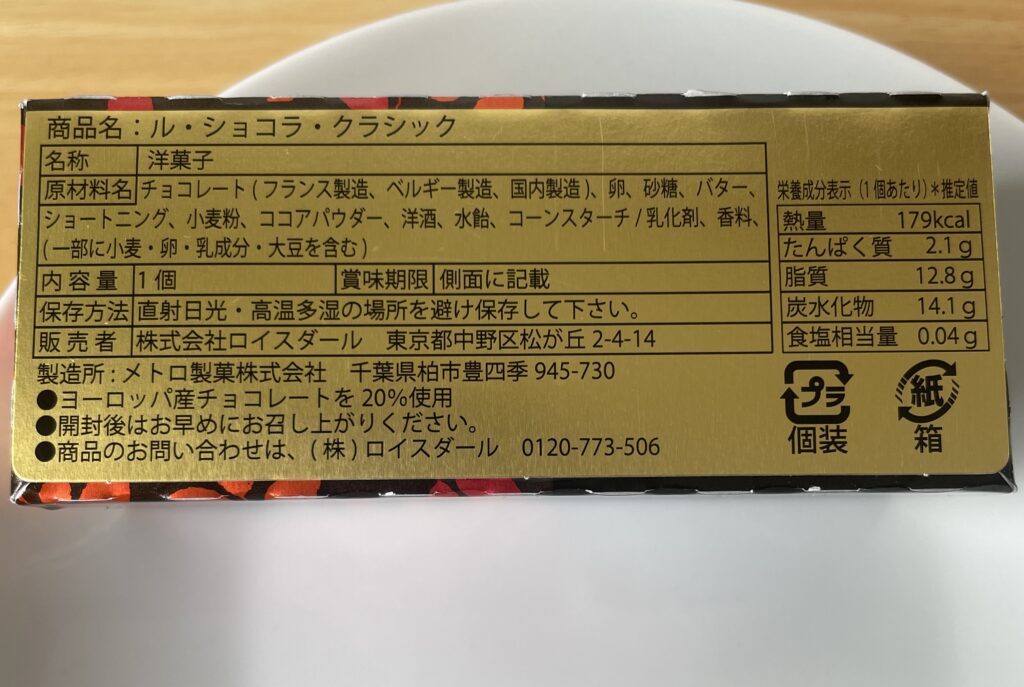 商品名：ル・ショコラ・クラシック
名称 洋菓子
原材料名 チョコレート(フランス製造、ベルギー製造、国内製造)、卵、砂糖、バター、
ショートニング、小麦粉、ココアパウダー、洋酒、水飴、コーンスターチ/乳化剤、香料、
(一部に小麦・卵・乳成分・大豆を含む)
内容量 1個 賞味期限 側面に記載
保存方法 直射日光・高温多湿の場所を避け保存して下さい。
販売者 株式会社ロイスダール 東京都中野区松が丘2-4-14
製造所：メトロ製菓株式会社 千葉県柏市豊四季945-730
●ヨーロッパ産チョコレートを20%使用
●開封後はお早めにお召し上がりください。
●商品のお問い合わせは、(株)ロイスダール 0120-773-506
栄養成分表示(1個あたり)＊推定値
熱量 179kcal
たんぱく質 2.1g
脂質 12.8g
炭水化物 14.1g
食塩相当量 0.04g
プラ 紙
個装 箱